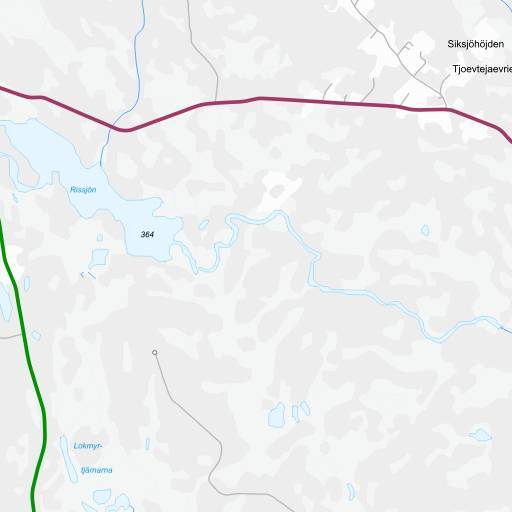 Siksjöhöjden
Tjoevtejaevrie
Rissjön
364
Lokmyr-
tjärnarna